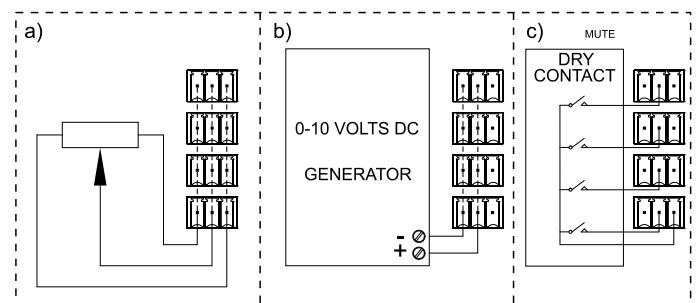 a)
b)
0-10 VOLTS DC
GENERATOR
-
+
c)
MUTE
DRY
CONTACT